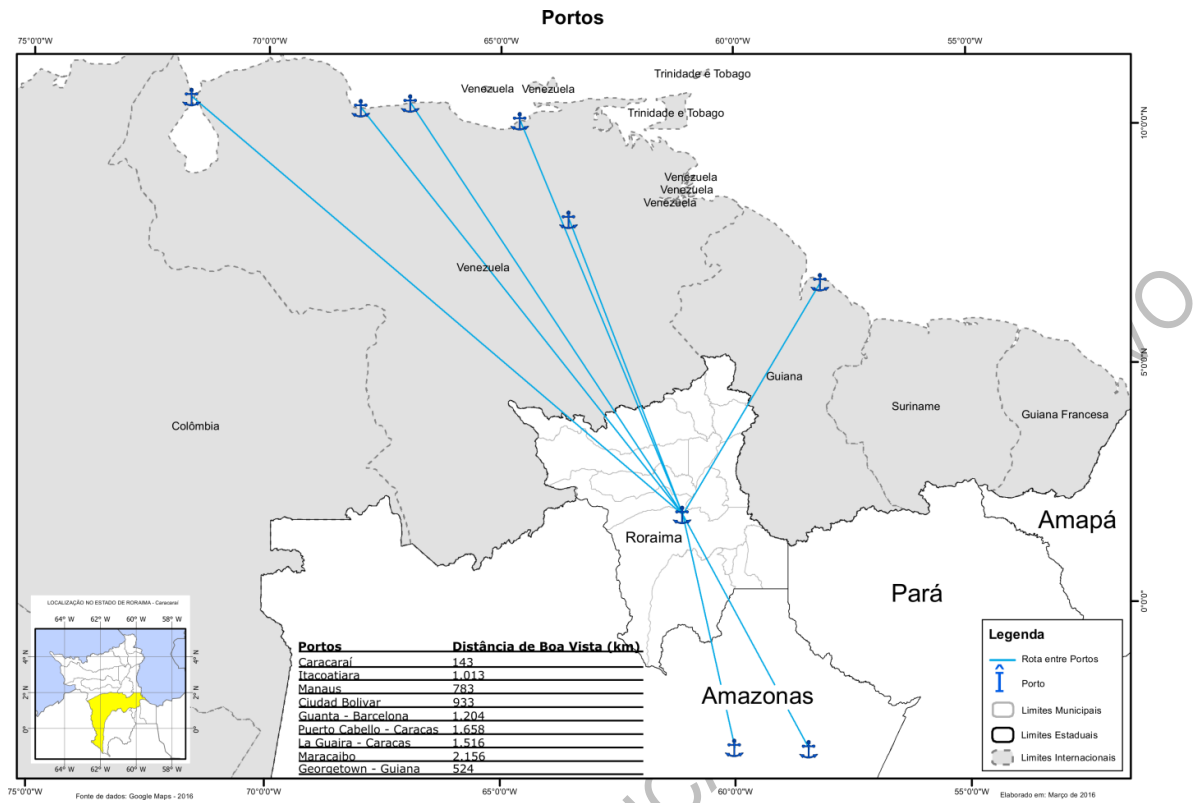 Portos
75°0'0"W 70°0'0"W 65°0'0"W 60°0'0"W 55°0'0"W
Trinidade e Tobago
Venezuela Venezuela
Trinidade e Tobago
10°0'0"N
Venezuela
Venezuela
Venezuela
Venezuela
5°0'0"N
Guiana
Suriname
Guiana Francesa
Colômbia
Amapá
Roraima
Pará
0°0'0"
Amazonas
LOCALIZAÇÃO NO ESTADO DE RORAIMA - Caracaraí
64° W 62° W 60° W 58° W
4° N 4° N
2° N 2° N
0° 0°
64° W 62° W 60° W 58° W
Portos Distância de Boa Vista (km)
Caracaraí 143
Itacoatiara 1.013
Manaus 783
Ciudad Bolivar 933
Guanta - Barcelona 1.204
Puerto Cabello - Caracas 1.658
La Guaira - Caracas 1.516
Maracaibo 2.156
Georgetown - Guiana 524
Legenda
Rota entre Portos
Porto
Limites Municipais
Limites Estaduais
Limites Internacionais
75°0'0"W 70°0'0"W 65°0'0"W 60°0'0"W 55°0'0"W
Fonte de dados: Google Maps - 2016
Elaborado em: Março de 2016